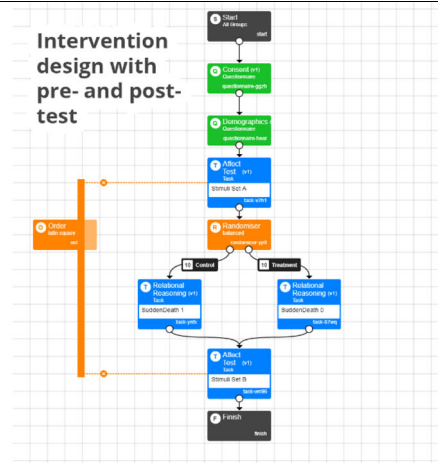 Intervention
design with
pre- and post-
test
S Start
All Groups
start
Q Consent (v1)
Questionnaire
Q Demographics
Questionnaire
T Affect
Test (v1)
Task
Stimuli Set A
O Order
latin square
R Randomiser
balanced
10 Control
10 Treatment
T Relational
Reasoning (v1)
Task
SuddenDeath 1
T Relational
Reasoning (v1)
Task
SuddenDeath 0
T Affect
Test (v1)
Task
Stimuli Set B
F Finish
finish